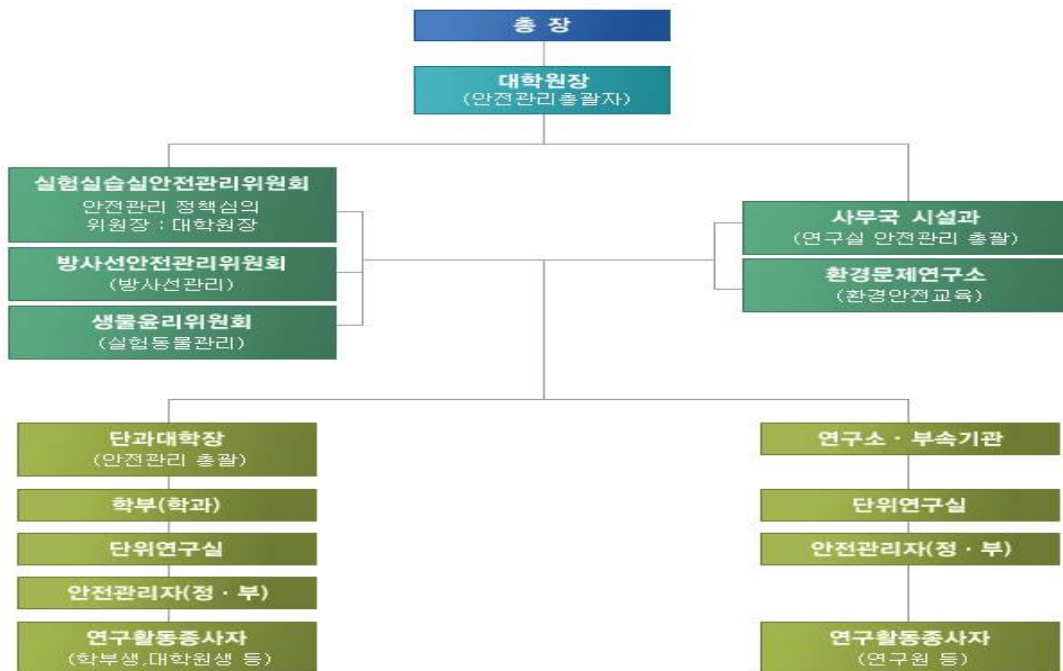 총 장
대학원장
(안전관리총괄자)
실험실습실안전관리위원회
안전관리 정책심의
위원장 : 대학원장
방사선안전관리위원회
(방사선관리)
생물윤리위원회
(실험동물관리)
사무국 시설과
(연구실 안전관리 총괄)
환경문제연구소
(환경안전교육)
단과대학장
(안전관리 총괄)
학부(학과)
단위연구실
안전관리자(정 · 부)
연구활동종사자
(학부생,대학원생 등)
연구소 · 부속기관
단위연구실
안전관리자(정 · 부)
연구활동종사자
(연구원 등)